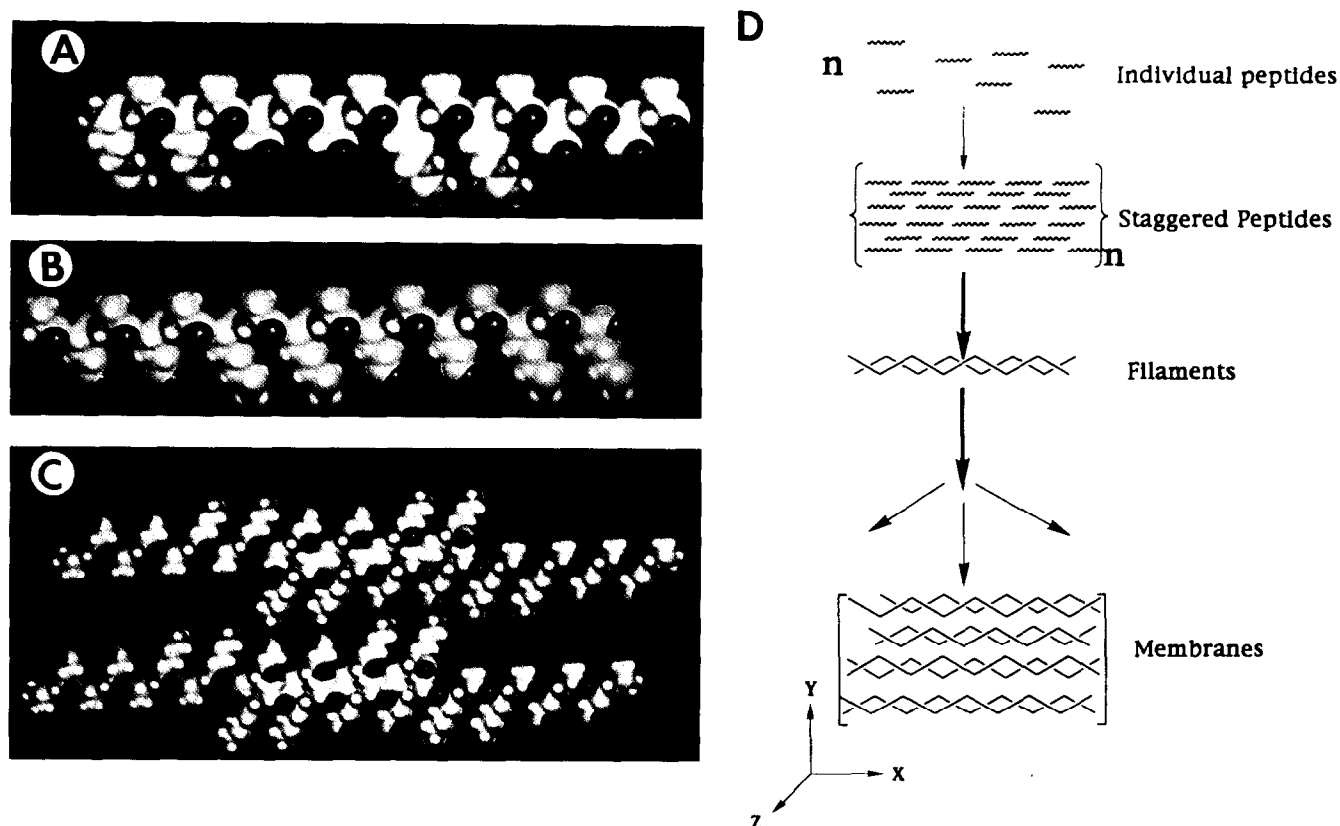 A
B
C
D
n
Individual peptides
Staggered Peptides
n
Filaments
Membranes
Y
X
Z